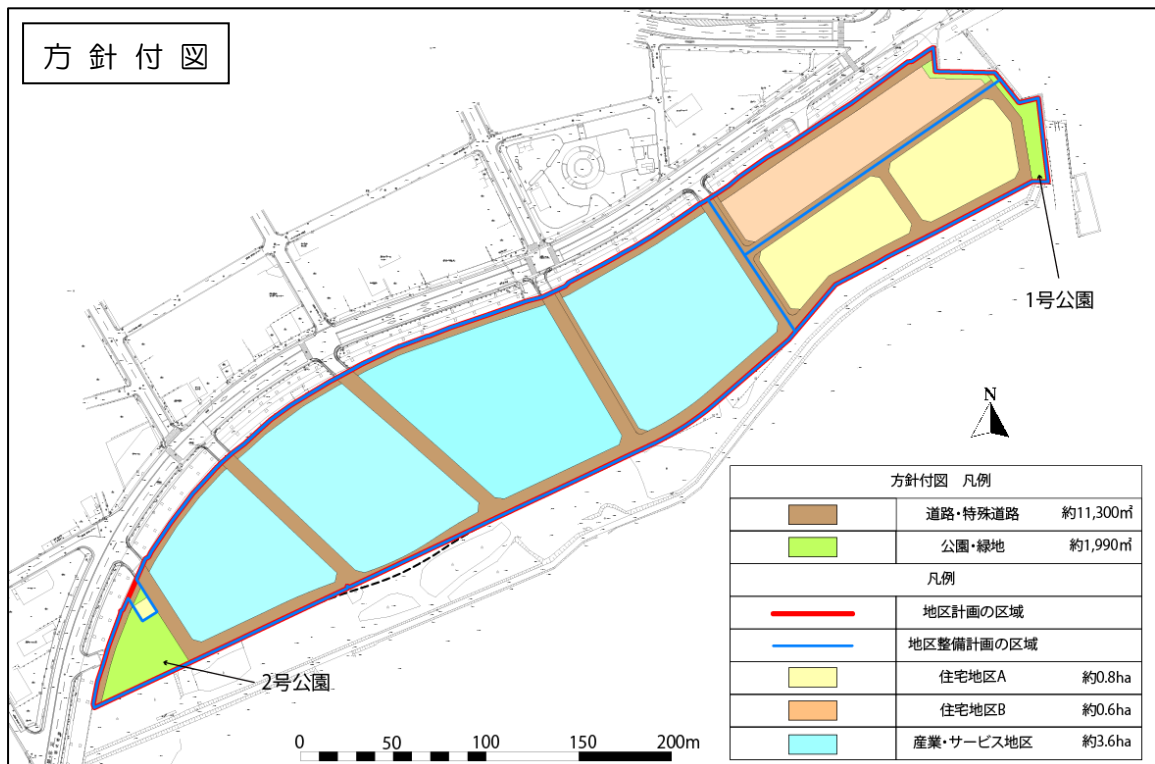 方針付図
1号公園
N
2号公園
0 50 100 150 200m
方針付図 凡例
道路・特殊道路 約11,300㎡
公園・緑地 約1,990㎡
凡例
地区計画の区域
地区整備計画の区域
住宅地区A 約0.8ha
住宅地区B 約0.6ha
産業・サービス地区 約3.6ha